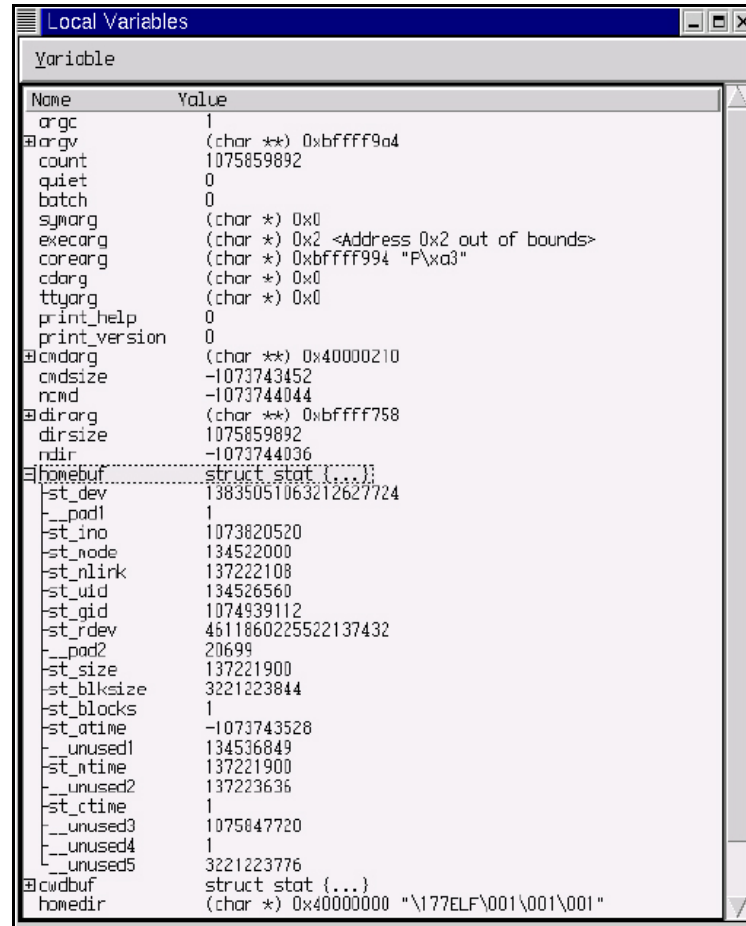 Local Variables
Variable
Name Value
argc 1
argv (char **) 0xbffff9a4
count 1075859892
quiet 0
batch 0
symarg (char *) 0x0
execarg (char *) 0x2 <Address 0x2 out of bounds>
corearg (char *) 0xbffff994 "P\xa3"
cdarg (char *) 0x0
ttyarg (char *) 0x0
print_help 0
print_version 0
cmdarg (char **) 0x40000210
cmdsize -1073743452
ncmd -1073744044
dirarg (char **) 0xbffff758
dirsize 1075859892
ndir -1073744036
homebuf struct stat {...}
st_dev 13835051063212627724
__pad1 1
st_ino 1073820520
st_mode 134522000
st_nlink 137222108
st_uid 134526560
st_gid 1074939112
st_rdev 4611860225522137432
__pad2 20699
st_size 137221900
st_blksize 3221223844
st_blocks 1
st_atime -1073743528
__unused1 134536849
st_mtime 137221900
__unused2 137223636
st_ctime 1
__unused3 1075847720
__unused4 1
__unused5 3221223776
cwdbuf struct stat {...}
homedir (char *) 0x40000000 "\177ELF\001\001\001"